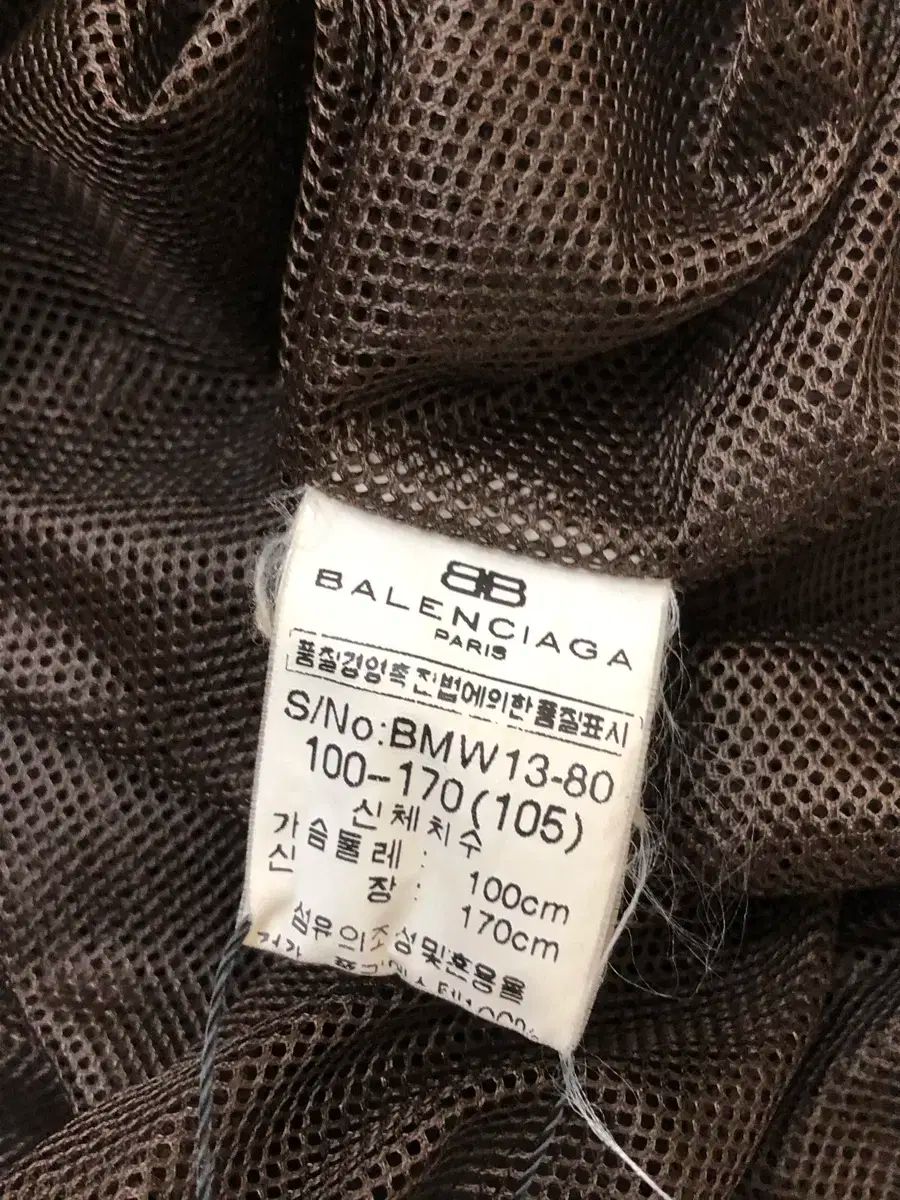 BB
BALENCIAGA
PARIS
품질경영촉진법에의한품질표시
S/No:BMW13-80
100-170(105)
신체치수
가슴둘레 : 100cm
신 장 : 170cm
섬유의조성및혼용율